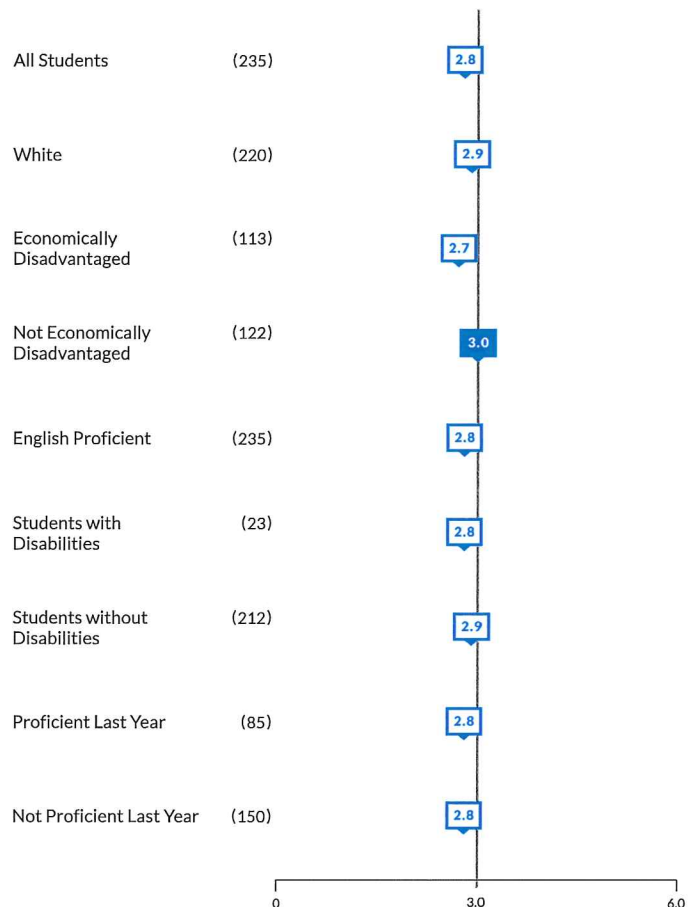 All Students (235) 2.8
White (220) 2.9
Economically (113)
Disadvantaged 2.7
Not Economically (122)
Disadvantaged 3.0
English Proficient (235) 2.8
Students with (23)
Disabilities 2.8
Students without (212)
Disabilities 2.9
Proficient Last Year (85) 2.8
Not Proficient Last Year (150) 2.8
0 3.0 6.0